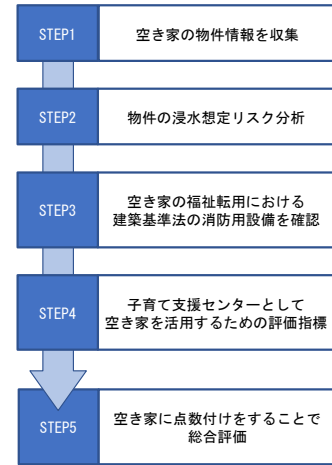 STEP1
空き家の物件情報を収集
STEP2
物件の浸水想定リスク分析
STEP3
空き家の福祉転用における
建築基準法の消防用設備を確認
STEP4
子育て支援センターとして
空き家を活用するための評価指標
STEP5
空き家に点数付けをすることで
総合評価